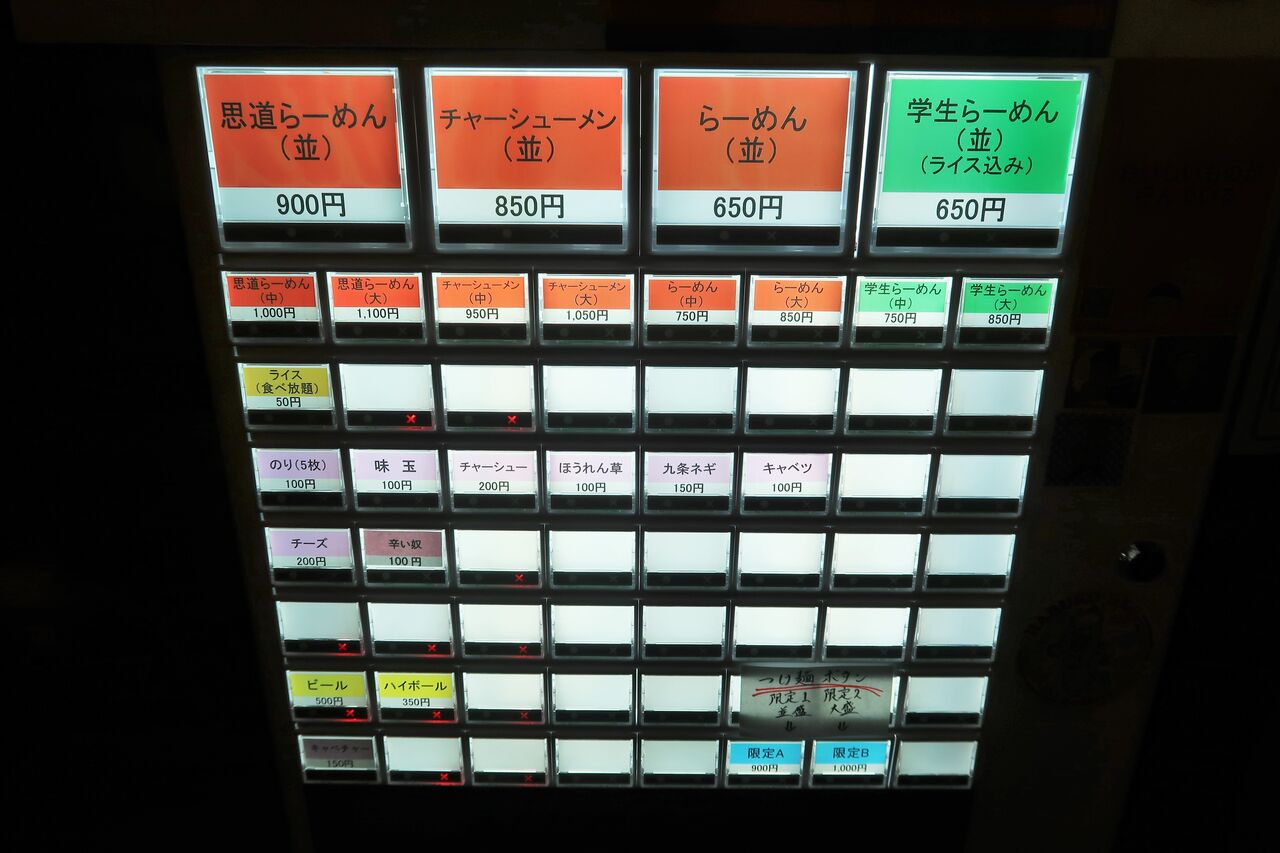 思道らーめん
（並）
900円
チャーシューメン
（並）
850円
らーめん
（並）
650円
学生らーめん
（並）
（ライス込み）
650円
思道らーめん
（中）
1,000円
思道らーめん
（大）
1,100円
チャーシューメン
（中）
950円
チャーシューメン
（大）
1,050円
らーめん
（中）
750円
らーめん
（大）
850円
学生らーめん
（中）
750円
学生らーめん
（大）
850円
ライス
（食べ放題）
50円
のり（5枚）
100円
味 玉
100円
チャーシュー
200円
ほうれん草
100円
九条ネギ
150円
キャベツ
100円
チーズ
200円
辛い奴
100円
ビール
500円
ハイボール
350円
つけ麺 ボタン
限定1 限定2
並盛 大盛
キャベチャー
150円
限定A
900円
限定B
1,000円